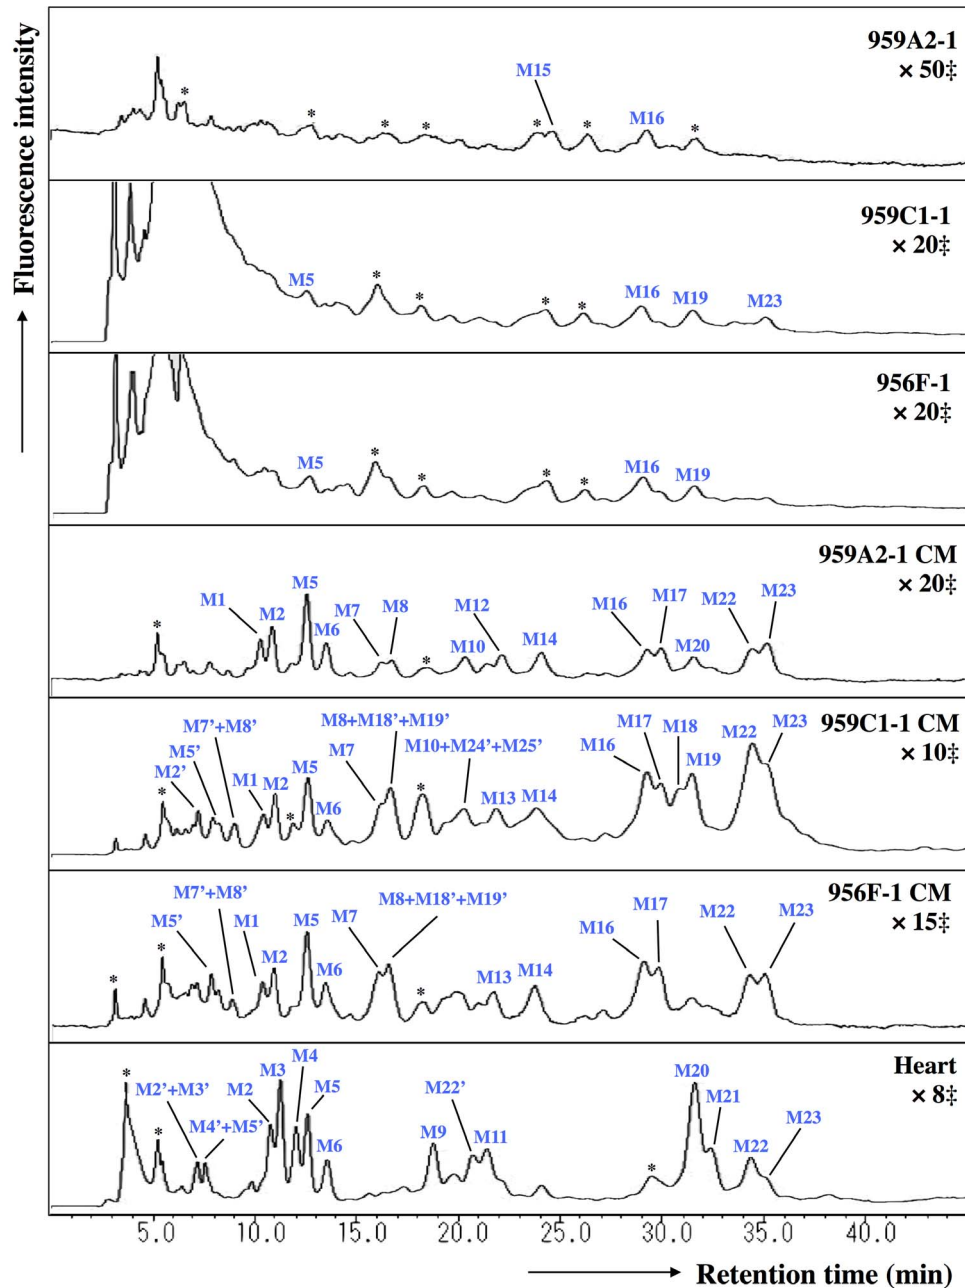 Fluorescence intensity
959A2-1
× 50‡
M15
*
*
*
*
*
*
M16
*
959C1-1
× 20‡
M5
*
*
*
*
M16
M19
M23
956F-1
× 20‡
M5
*
*
*
*
M16
M19
959A2-1 CM
× 20‡
M5
M1
M2
M6
M7
M8
M12
M10
M14
M16
M17
M20
M22
M23
*
*
959C1-1 CM
× 10‡
M7’+M8’
M5’
M2’
*
M1
M2
*
M5
M6
M7
M8+M18’+M19’
*
M10+M24’+M25’
M13
M14
M16
M17
M18
M19
M22
M23
956F-1 CM
× 15‡
*
*
M7’+M8’
M5’
M1
M2
M5
M6
M7
M8+M18’+M19’
*
M13
M14
M16
M17
M22
M23
Heart
× 8‡
*
*
M2’+M3’
M4’+M5’
M2
M3
M4
M5
M6
M9
M22’
M11
*
M20
M21
M22
M23
5.0 10.0 15.0 20.0 25.0 30.0 35.0 40.0
Retention time (min)